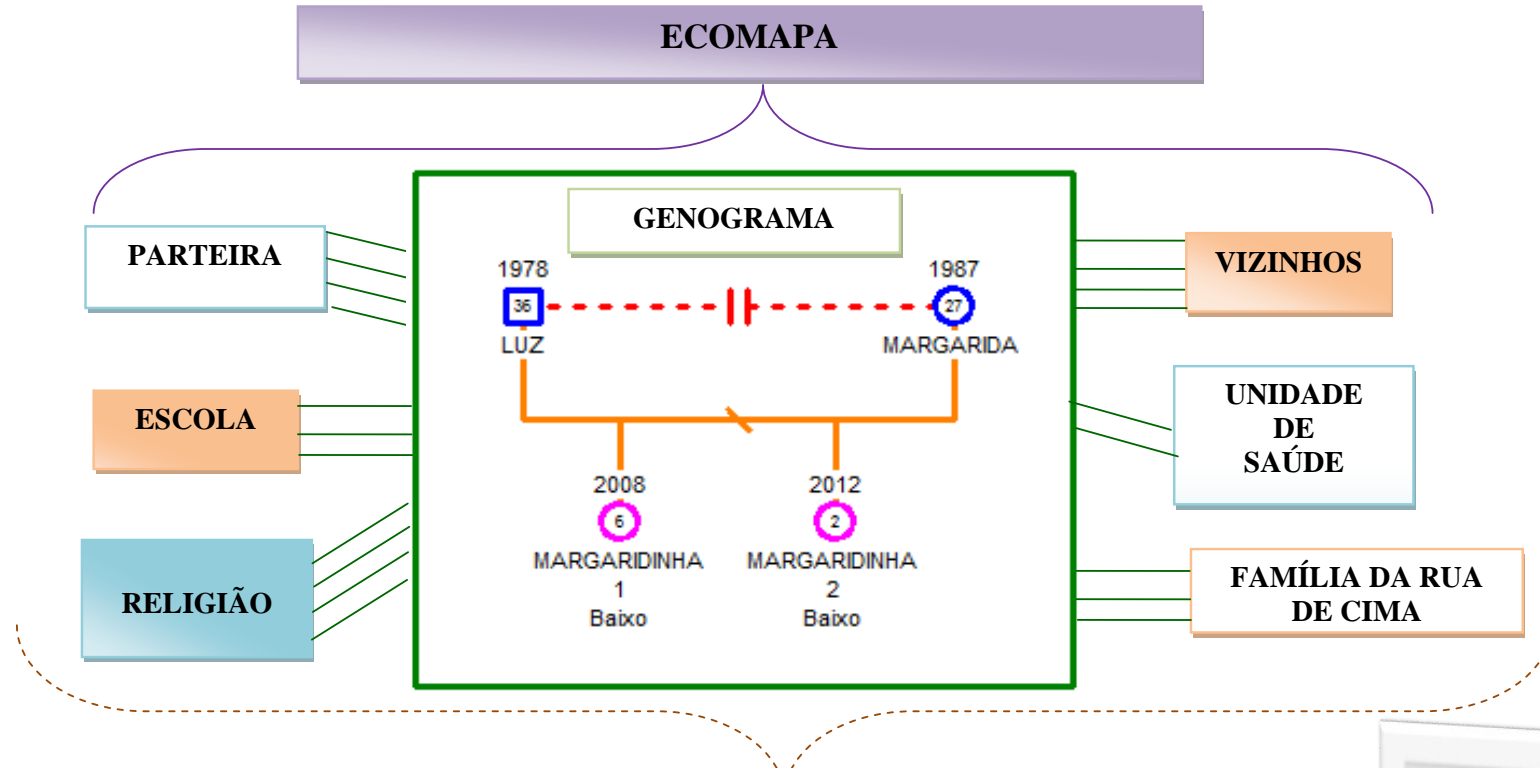 ECOMAPA
GENOGRAMA
PARTEIRA
VIZINHOS
1978
1987
36
27
LUZ
MARGARIDA
ESCOLA
UNIDADE
DE
SAÚDE
2008
2012
6
2
MARGARIDINHA
1
Baixo
MARGARIDINHA
2
Baixo
RELIGIÃO
FAMÍLIA DA RUA
DE CIMA